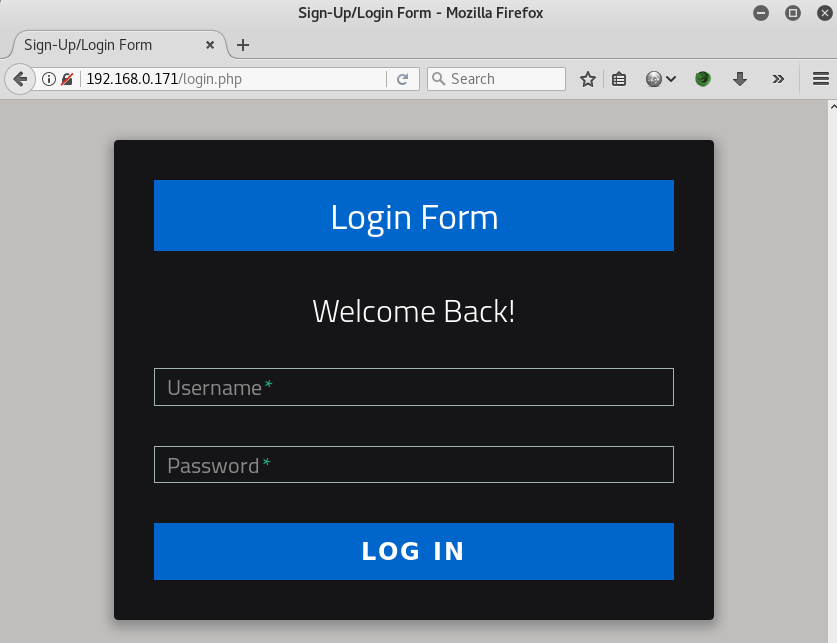 Sign-Up/Login Form - Mozilla Firefox
Sign-Up/Login Form
192.168.0.171/login.php
Search
Login Form
Welcome Back!
Username*
Password*
LOG IN